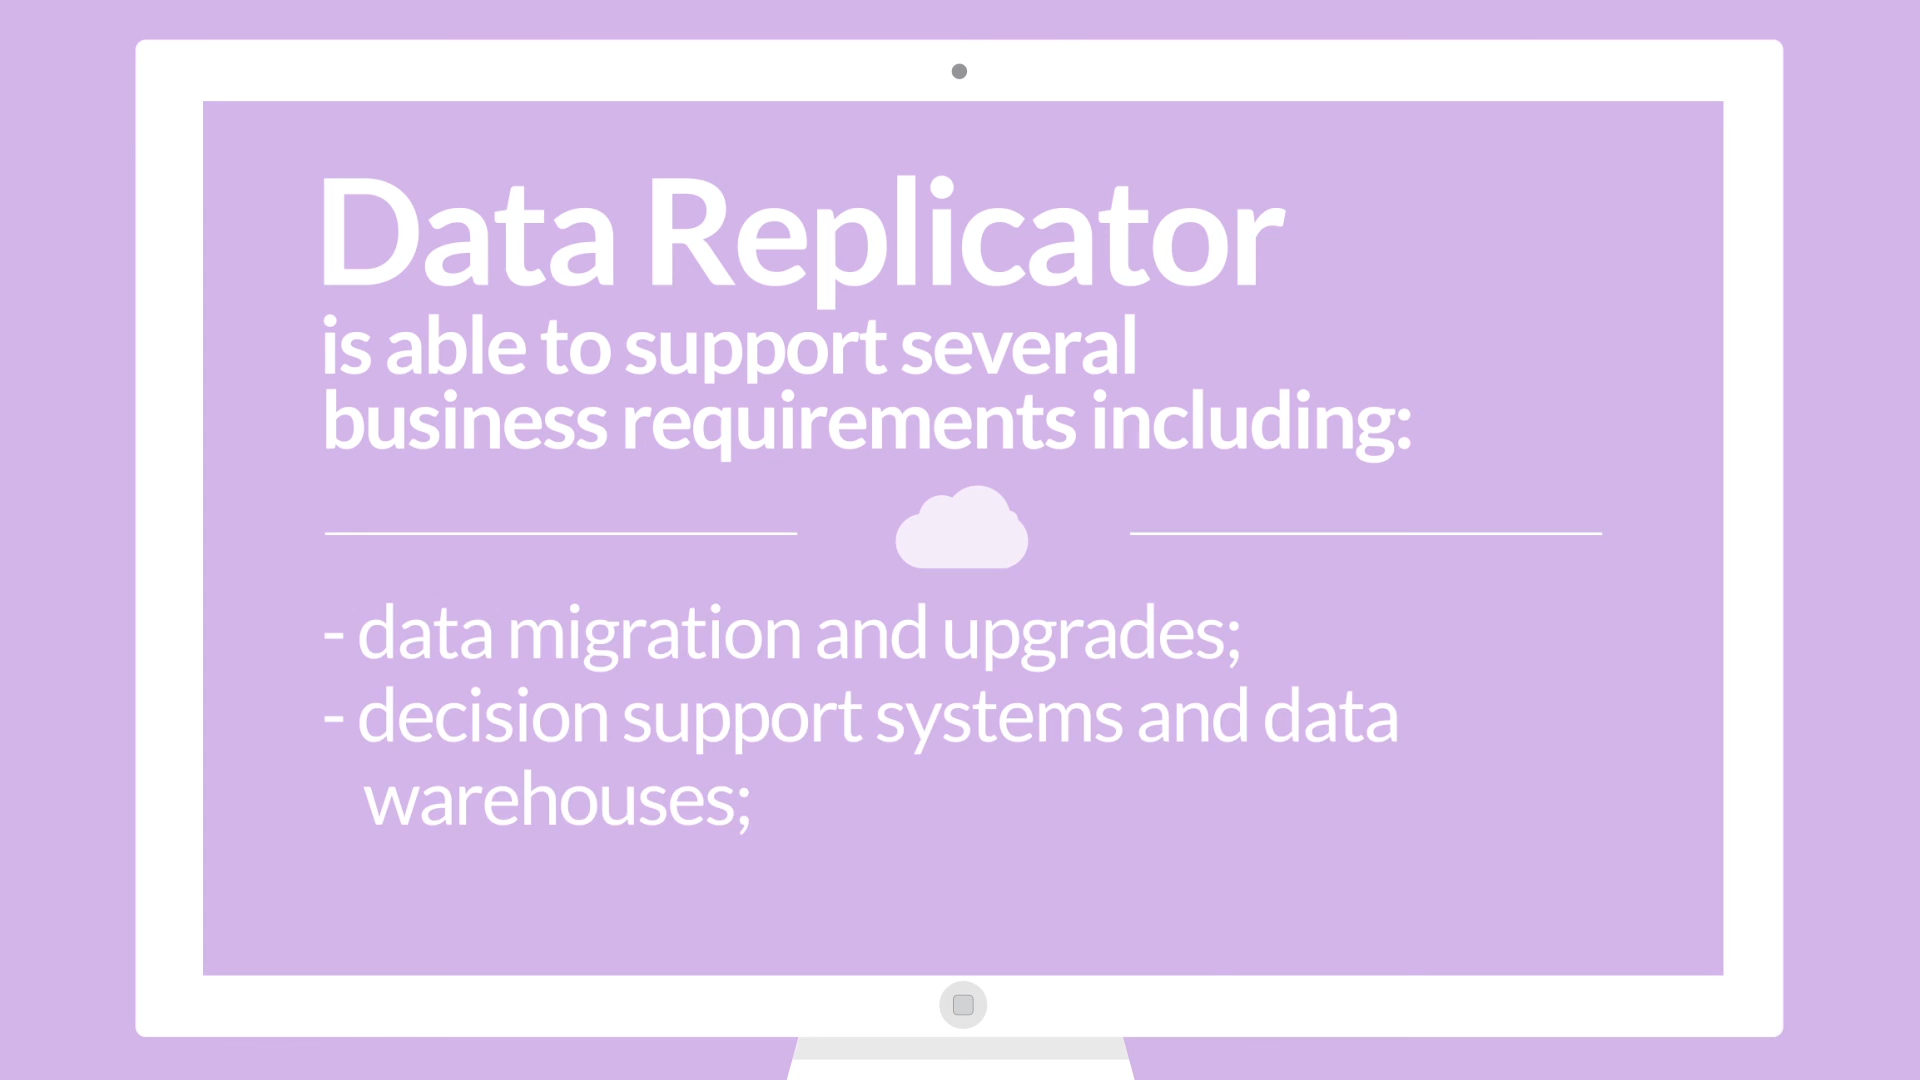 Data Replicator
is able to support several
business requirements including:
- data migration and upgrades;
- decision support systems and data
warehouses;